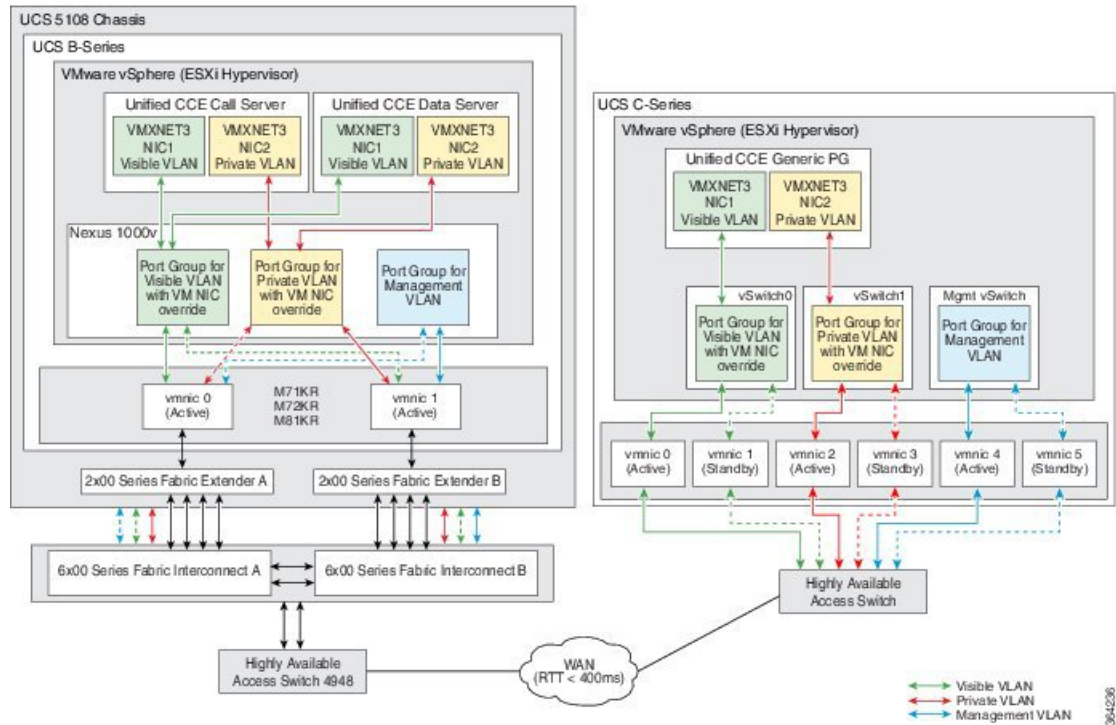 UCS 5108 Chassis
UCS B-Series
VMware vSphere (ESXi Hypervisor)
Unified CCE Call Server
Unified CCE Data Server
VMXNET3
NIC1
Visible VLAN
VMXNET3
NIC2
Private VLAN
VMXNET3
NIC1
Visible VLAN
VMXNET3
NIC2
Private VLAN
Nexus 1000v
Port Group for
Visible VLAN
with VM NIC
override
Port Group for
Private VLAN
with VM NIC
override
Port Group for
Management
VLAN
vmnic 0
(Active)
M71KR
M72KR
M81KR
vmnic 1
(Active)
2x00 Series Fabric Extender A
2x00 Series Fabric Extender B
6x00 Series Fabric Interconnect A
6x00 Series Fabric Interconnect B
Highly Available
Access Switch 4948
WAN
(RTT < 400ms)
UCS C-Series
VMware vSphere (ESXi Hypervisor)
Unified CCE Generic PG
VMXNET3
NIC1
Visible VLAN
VMXNET3
NIC2
Private VLAN
vSwitch0
vSwitch1
Mgmt vSwitch
Port Group for
Visible VLAN
with VM NIC
override
Port Group for
Private VLAN
with VM NIC
override
Port Group for
Management
VLAN
vmnic 0
(Active)
vmnic 1
(Standby)
vmnic 2
(Active)
vmnic 3
(Standby)
vmnic 4
(Active)
vmnic 5
(Standby)
Highly Available
Access Switch
Visible VLAN
Private VLAN
Management VLAN